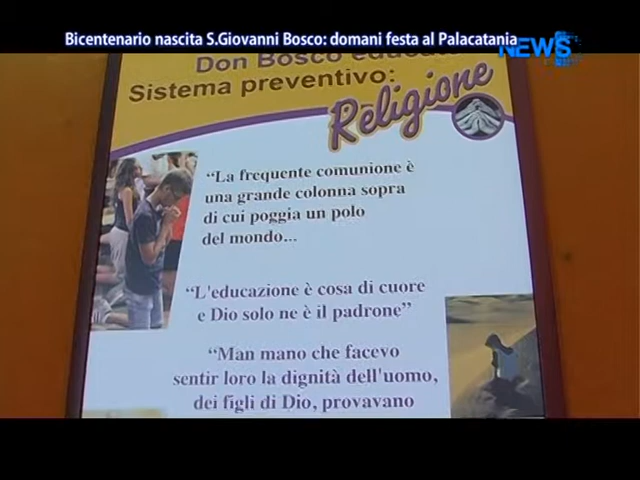 Bicentenario nascita S.Giovanni Bosco: domani festa al Palacatania
NEWS
Don Bosco
Sistema preventivo:
Religione
“La frequente comunione è
una grande colonna sopra
di cui poggia un polo
del mondo...
“L'educazione è cosa di cuore
e Dio solo ne è il padrone”
“Man mano che facevo
sentir loro la dignità dell'uomo,
dei figli di Dio, provavano